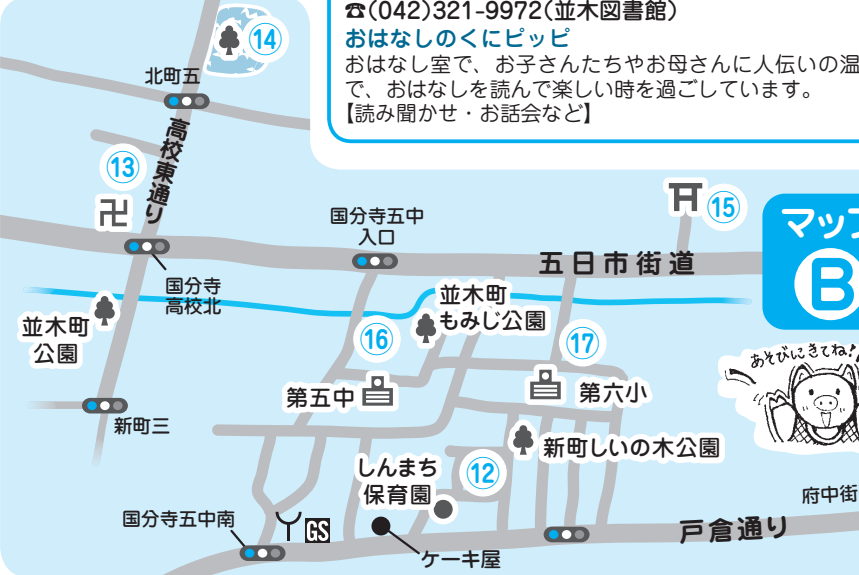 ☎(042)321-9972(並木図書館)
おはなしのくにピッピ
おはなし室で、お子さんたちやお母さんに人伝いの温
で、おはなしを読んで楽しい時を過ごしています。
【読み聞かせ・お話会など】
⑭
北町五
高校東通り
⑬
⑮
国分寺五中
入口
マップ
B
五日市街道
国分寺
高校北
並木町
もみじ公園
並木町
公園
⑯
⑰
あそびにきてね!
第五中
第六小
新町三
新町しいの木公園
しんまち
保育園
⑫
府中街
国分寺五中南
GS
戸倉通り
ケーキ屋